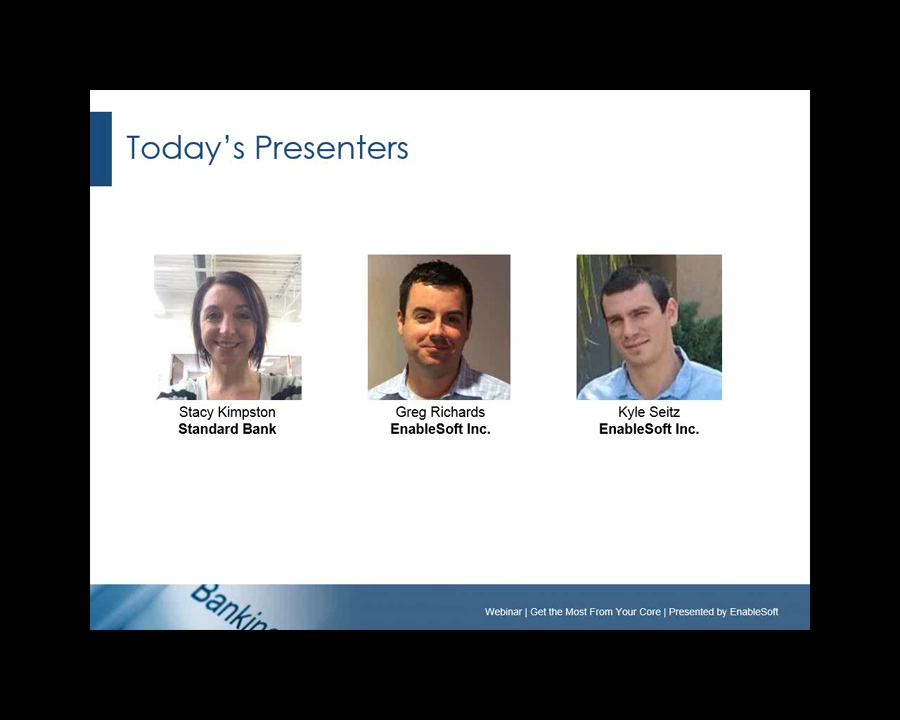 Today's Presenters
Stacy Kimpston
Standard Bank
Greg Richards
EnableSoft Inc.
Kyle Seitz
EnableSoft Inc.
Banking
Webinar | Get the Most From Your Core | Presented by EnableSoft